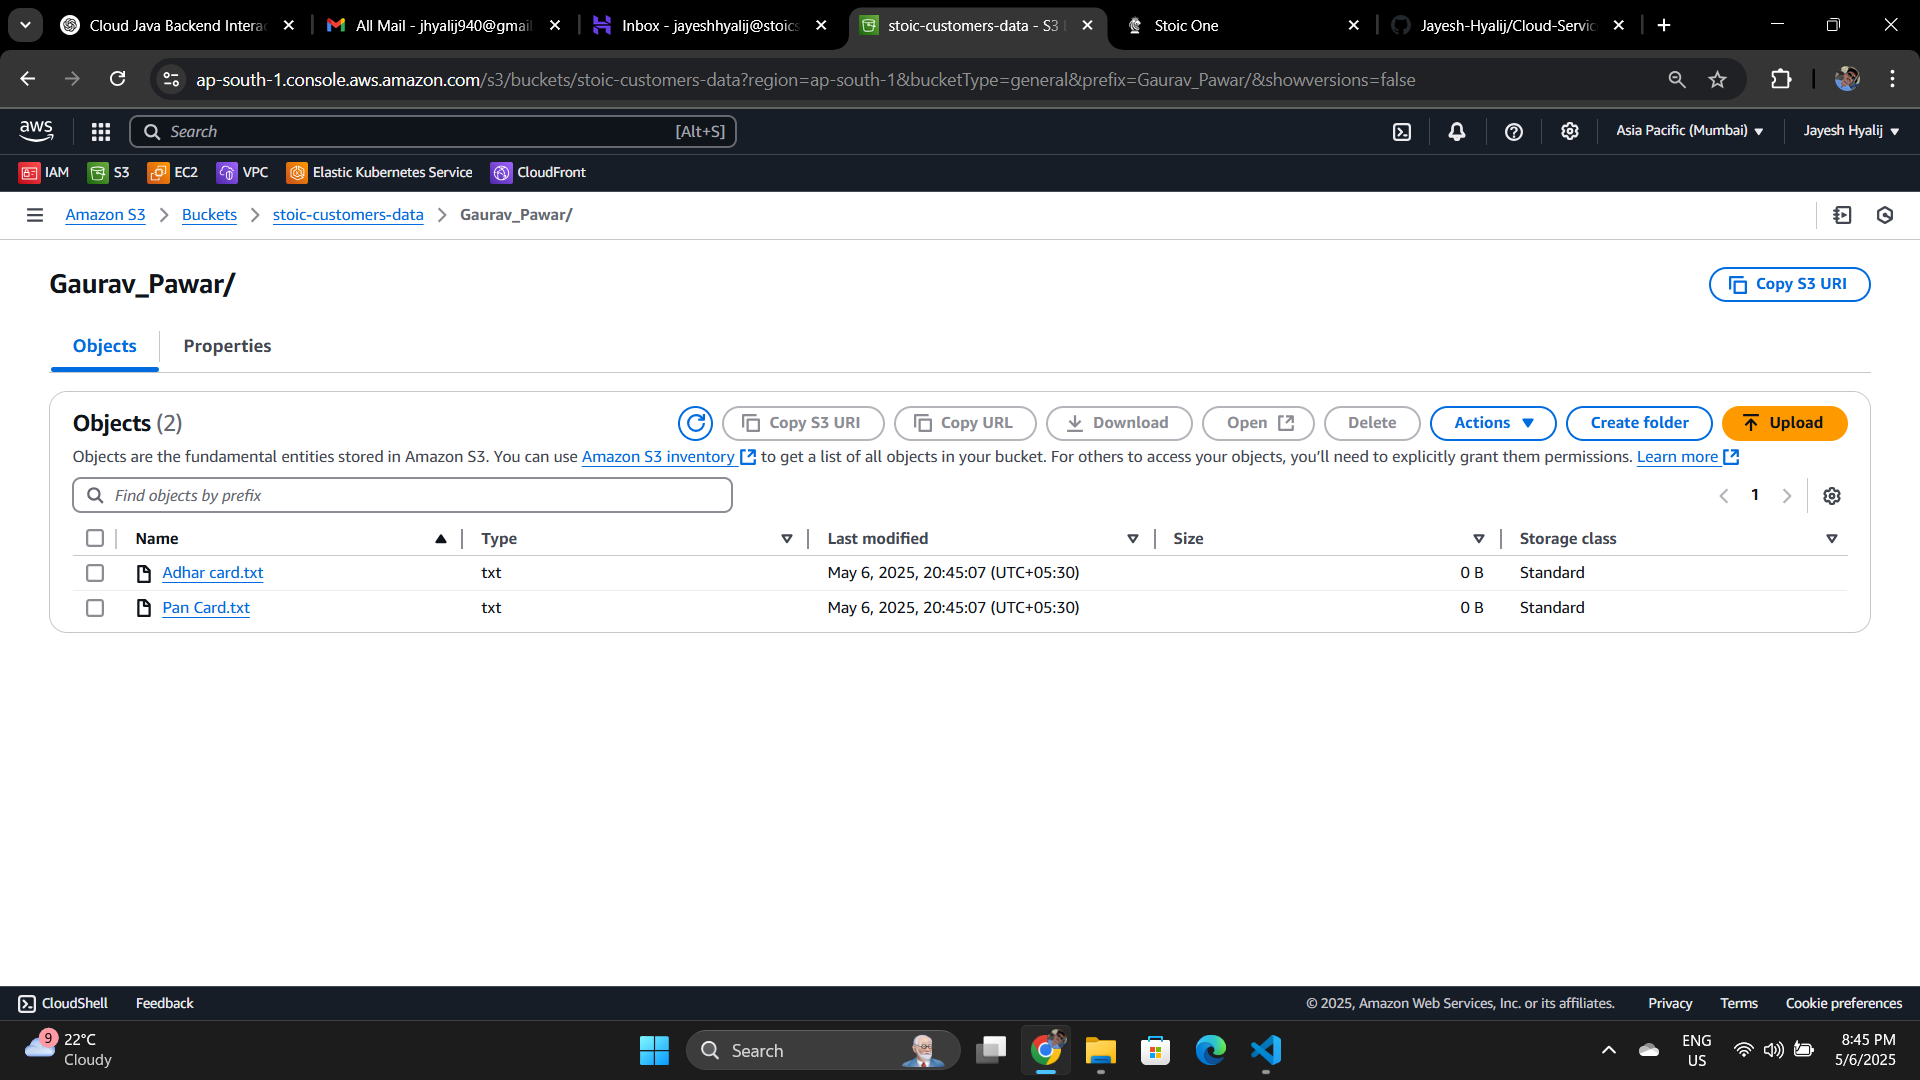 Cloud Java Backend Intera
All Mail - jhyalij940@gmail
Inbox - jayeshhyalij@stoics
stoic-customers-data - S3
Stoic One
Jayesh-Hyalij/Cloud-Servic
ap-south-1.console.aws.amazon.com/s3/buckets/stoic-customers-data?region=ap-south-1&bucketType=general&prefix=Gaurav_Pawar/&showversions=false
aws
Search
[Alt+S]
Asia Pacific (Mumbai)
Jayesh Hyalij
IAM
S3
EC2
VPC
Elastic Kubernetes Service
CloudFront
Amazon S3
Buckets
stoic-customers-data
Gaurav_Pawar/
Gaurav_Pawar/
Copy S3 URI
Objects
Properties
Objects (2)
Copy S3 URI
Copy URL
Download
Open
Delete
Actions
Create folder
Upload
Objects are the fundamental entities stored in Amazon S3. You can use Amazon S3 inventory to get a list of all objects in your bucket. For others to access your objects, you’ll need to explicitly grant them permissions. Learn more
Find objects by prefix
1
Name Type Last modified Size Storage class
Adhar card.txt txt May 6, 2025, 20:45:07 (UTC+05:30) 0 B Standard
Pan Card.txt txt May 6, 2025, 20:45:07 (UTC+05:30) 0 B Standard
CloudShell
Feedback
© 2025, Amazon Web Services, Inc. or its affiliates.
Privacy
Terms
Cookie preferences
9
22°C
Cloudy
Search
ENG
US
8:45 PM
5/6/2025